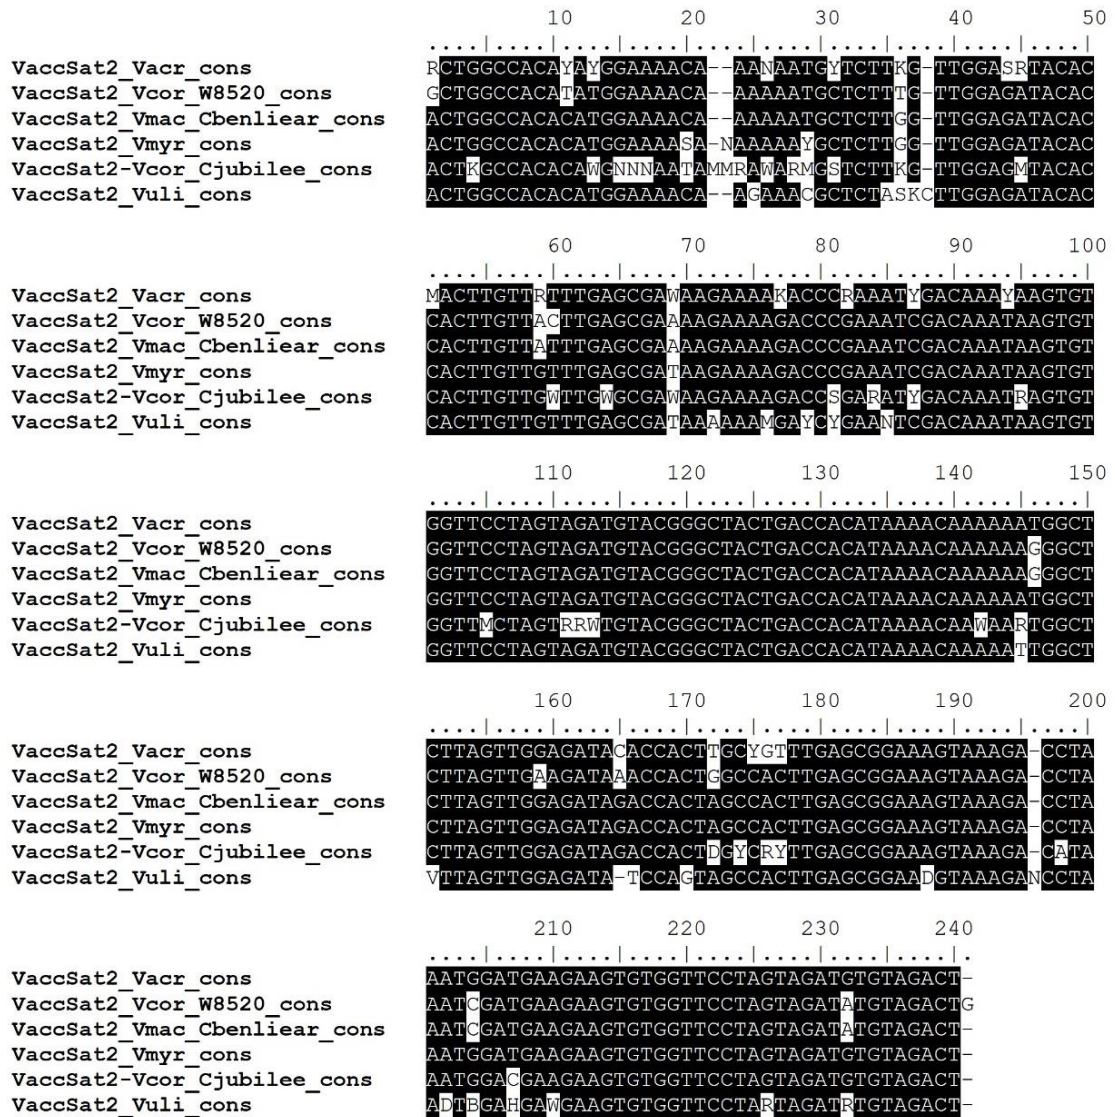 10 20 30 40 50
....|....|....|....|....|....|....|....|....|....|
VaccSat2_Vacr_cons RCTGGCCACAYAYGGAAAACA--AANAATGYTCTTKG-TTGGASRTACAC
VaccSat2_Vcor_W8520_cons GCTGGCCACATATGGAAAACA--AAAAATGCTCTTTG-TTGGAGATACAC
VaccSat2_Vmac_Cbenliear_cons ACTGGCCACACATGGAAAACA--AAAAATGCTCTTGG-TTGGAGATACAC
VaccSat2_Vmyr_cons ACTGGCCACACATGGAAAASA-NAAAAAYGCTCTTGG-TTGGAGATACAC
VaccSat2-Vcor_Cjubilee_cons ACTKGCCACACAWGNNNAATAMMRAWARMGSTCTTKG-TTGGAGMTACAC
VaccSat2_Vuli_cons ACTGGCCACACATGGAAAACA--AGAAACGCTCTASKCTTGGAGATACAC
60 70 80 90 100
....|....|....|....|....|....|....|....|....|....|
VaccSat2_Vacr_cons MACTTGTTRTTTGAGCGAWAAGAAAAKACCCRAAATYGACAAAYAAGTGT
VaccSat2_Vcor_W8520_cons CACTTGTTACTTGAGCGAAAAGAAAAGACCCGAAATCGACAAATAAGTGT
VaccSat2_Vmac_Cbenliear_cons CACTTGTTATTTGAGCGAAAAGAAAAGACCCGAAATCGACAAATAAGTGT
VaccSat2_Vmyr_cons CACTTGTTGTTTGAGCGATAAGAAAAGACCCGAAATCGACAAATAAGTGT
VaccSat2-Vcor_Cjubilee_cons CACTTGTTGWTTGWGCGAWAAGAAAAGACCSGARATYGACAAATRAGTGT
VaccSat2_Vuli_cons CACTTGTTGTTTGAGCGATAAAAAAMGAYCYGAANTCGACAAATAAGTGT
110 120 130 140 150
....|....|....|....|....|....|....|....|....|....|
VaccSat2_Vacr_cons GGTTCCTAGTAGATGTACGGGCTACTGACCACATAAAACAAAAAATGGCT
VaccSat2_Vcor_W8520_cons GGTTCCTAGTAGATGTACGGGCTACTGACCACATAAAACAAAAAAGGGCT
VaccSat2_Vmac_Cbenliear_cons GGTTCCTAGTAGATGTACGGGCTACTGACCACATAAAACAAAAAAGGGCT
VaccSat2_Vmyr_cons GGTTCCTAGTAGATGTACGGGCTACTGACCACATAAAACAAAAAATGGCT
VaccSat2-Vcor_Cjubilee_cons GGTTMCTAGTRRWTGTACGGGCTACTGACCACATAAAACAAWAARTGGCT
VaccSat2_Vuli_cons GGTTCCTAGTAGATGTACGGGCTACTGACCACATAAAACAAAAATTGGCT
160 170 180 190 200
....|....|....|....|....|....|....|....|....|....|
VaccSat2_Vacr_cons CTTAGTTGGAGATACACCACTTGCYGTTTGAGCGGAAAGTAAAGA-CCTA
VaccSat2_Vcor_W8520_cons CTTAGTTGAAGATAAACCACTGGCCACTTGAGCGGAAAGTAAAGA-CCTA
VaccSat2_Vmac_Cbenliear_cons CTTAGTTGGAGATAGACCACTAGCCACTTGAGCGGAAAGTAAAGA-CCTA
VaccSat2_Vmyr_cons CTTAGTTGGAGATAGACCACTAGCCACTTGAGCGGAAAGTAAAGA-CCTA
VaccSat2-Vcor_Cjubilee_cons CTTAGTTGGAGATAGACCACTDGYCRYTTGAGCGGAAAGTAAAGA-CATA
VaccSat2_Vuli_cons VTTAGTTGGAGATA-TCCAGTAGCCACTTGAGCGGAADGTAAAGANCCTA
210 220 230 240
....|....|....|....|....|....|....|....|.
VaccSat2_Vacr_cons AATGGATGAAGAAGTGTGGTTCCTAGTAGATGTGTAGACT-
VaccSat2_Vcor_W8520_cons AATCGATGAAGAAGTGTGGTTCCTAGTAGATATGTAGACTG
VaccSat2_Vmac_Cbenliear_cons AATCGATGAAGAAGTGTGGTTCCTAGTAGATATGTAGACT-
VaccSat2_Vmyr_cons AATGGATGAAGAAGTGTGGTTCCTAGTAGATGTGTAGACT-
VaccSat2-Vcor_Cjubilee_cons AATGGACGAAGAAGTGTGGTTCCTAGTAGATGTGTAGACT-
VaccSat2_Vuli_cons ADTBGAHGAWGAAGTGTGGTTCCTARTAGATRTGTAGACT-